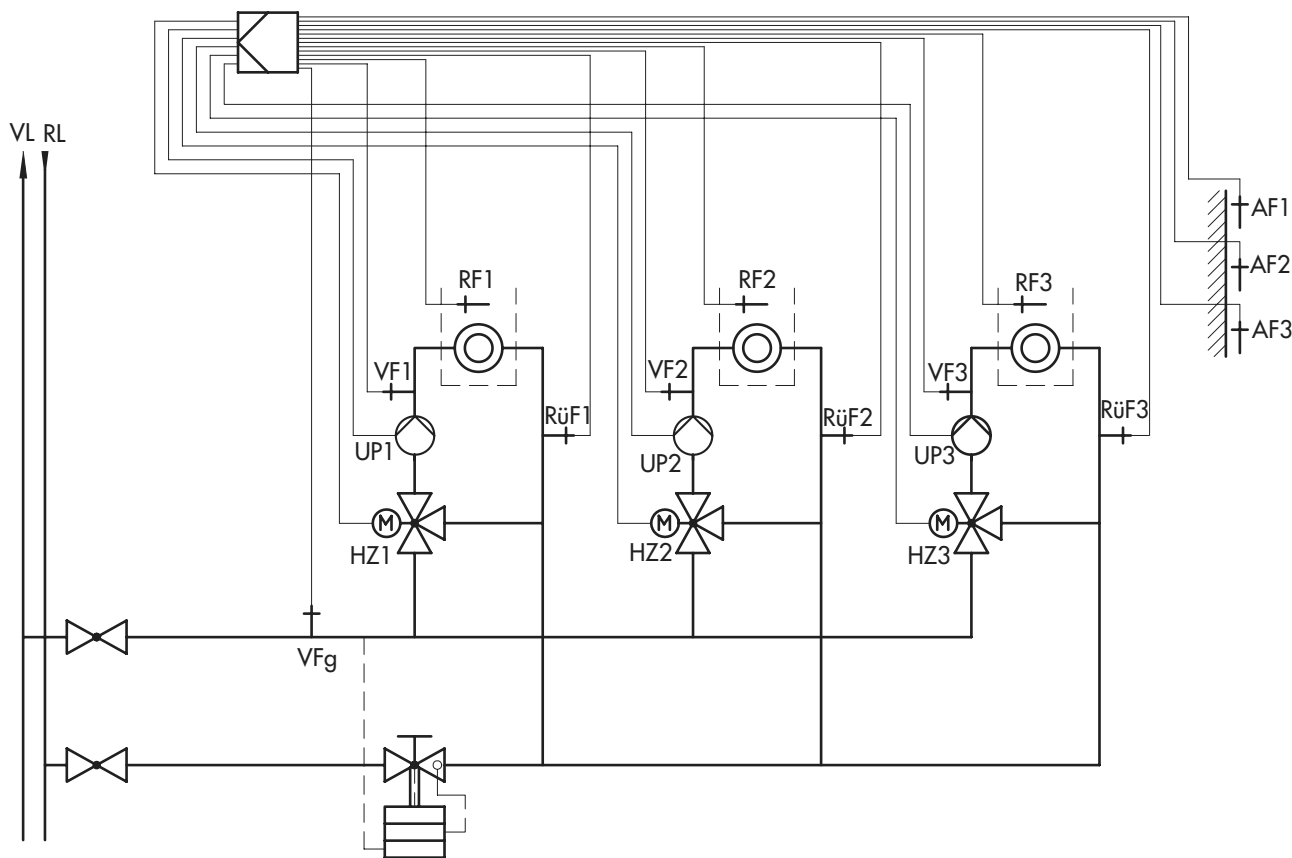 VL RL
AF1
AF2
AF3
RF1 RF2 RF3
VF1 VF2 VF3
RüF1 RüF2 RüF3
UP1 UP2 UP3
M M M
HZ1 HZ2 HZ3
VFg